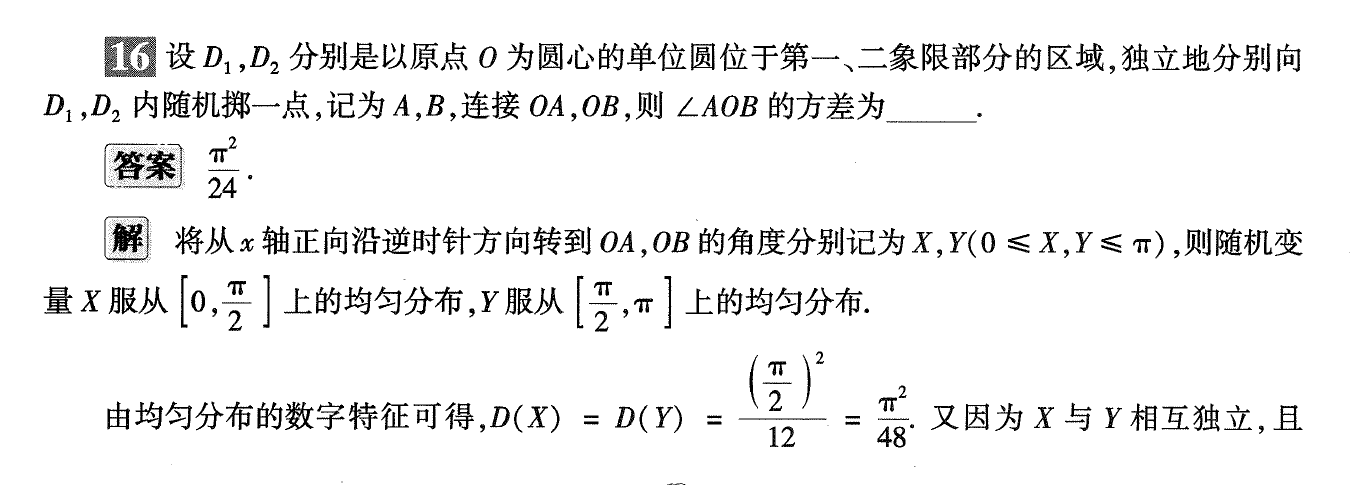 16 设 D₁,D₂ 分别是以原点 O 为圆心的单位圆位于第一、二象限部分的区域,独立地分别向
D₁,D₂ 内随机掷一点,记为 A,B,连接 OA,OB,则 ∠AOB 的方差为______.
答案 π²/24.
解 将从 x 轴正向沿逆时针方向转到 OA,OB 的角度分别记为 X,Y(0 ≤ X,Y ≤ π),则随机变
量 X 服从 [0,π/2] 上的均匀分布,Y 服从 [π/2,π] 上的均匀分布.
由均匀分布的数字特征可得,D(X) = D(Y) = (π/2)²/12 = π²/48. 又因为 X 与 Y 相互独立,且